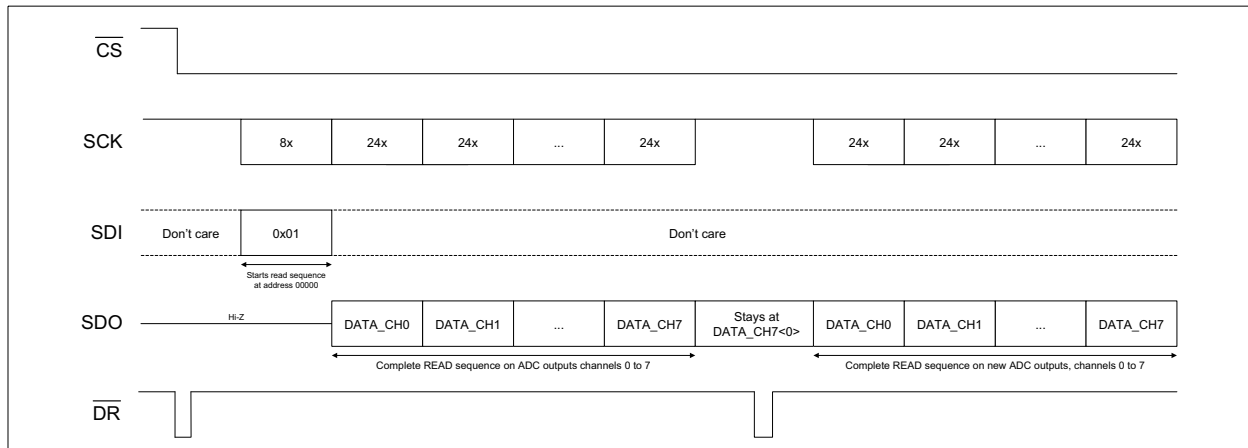 CS
SCK
8x
24x
24x
...
24x
24x
24x
...
24x
SDI
Don't care
0x01
Don't care
Starts read sequence
at address 00000
SDO
Hi-Z
DATA_CH0
DATA_CH1
...
DATA_CH7
Stays at
DATA_CH7<0>
DATA_CH0
DATA_CH1
...
DATA_CH7
Complete READ sequence on ADC outputs channels 0 to 7
Complete READ sequence on new ADC outputs, channels 0 to 7
DR